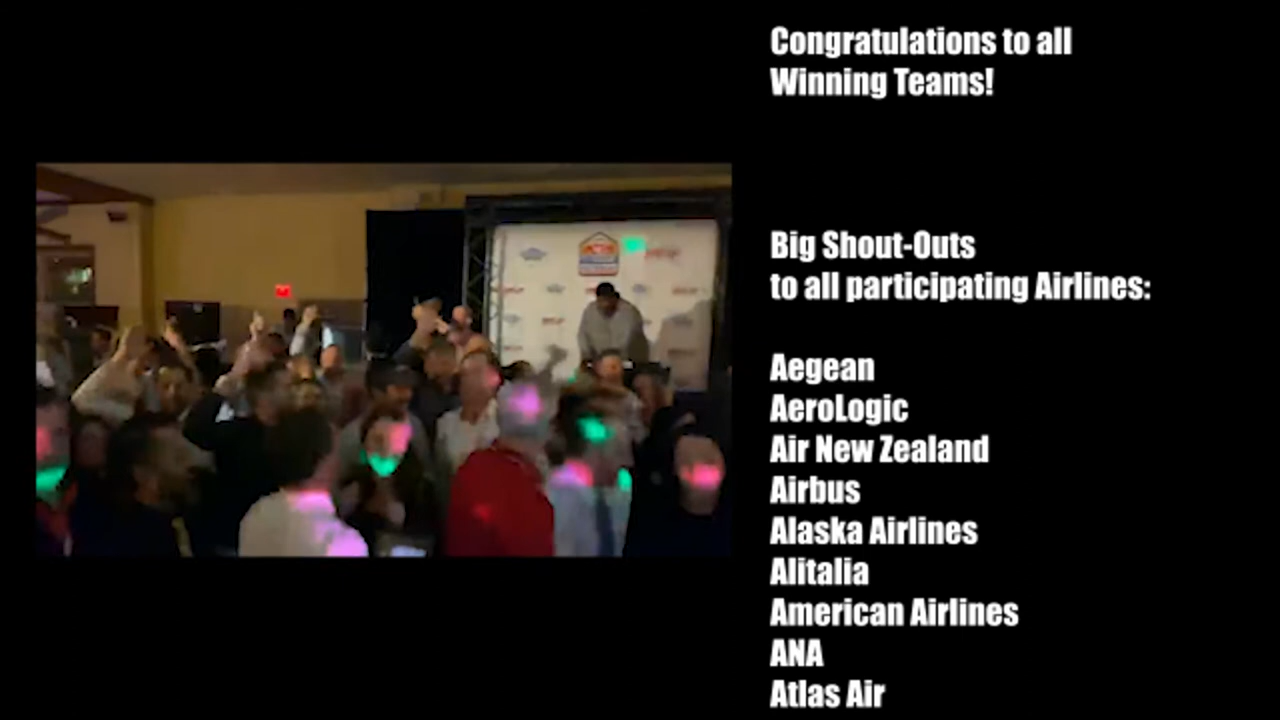 Congratulations to all
Winning Teams!
Big Shout-Outs
to all participating Airlines:
Aegean
AeroLogic
Air New Zealand
Airbus
Alaska Airlines
Alitalia
American Airlines
ANA
Atlas Air